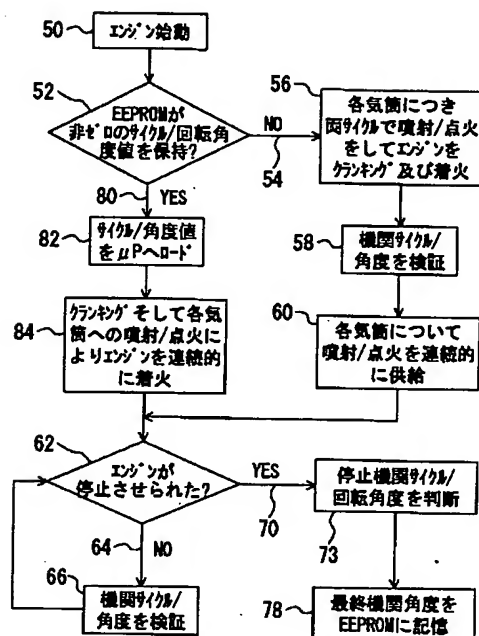 50
エンジン始動
52
EEPROMが
非ゼロのサイクル/回転角
度値を保持?
NO
54
56
各気筒につき
両サイクルで噴射/点火
をしてエンジンを
クランキング及び着火
58
機関サイクル/
角度を検証
60
各気筒について
噴射/点火を連続的
に供給
80
YES
82
サイクル/角度値
をμPへロード
84
クランキングそして各気
筒への噴射/点火に
よりエンジンを連続的
に着火
62
エンジンが
停止させられた?
YES
70
停止機関サイクル/
回転角度を判断
73
64
NO
66
機関サイクル/
角度を検証
78
最終機関角度を
EEPROMに記憶